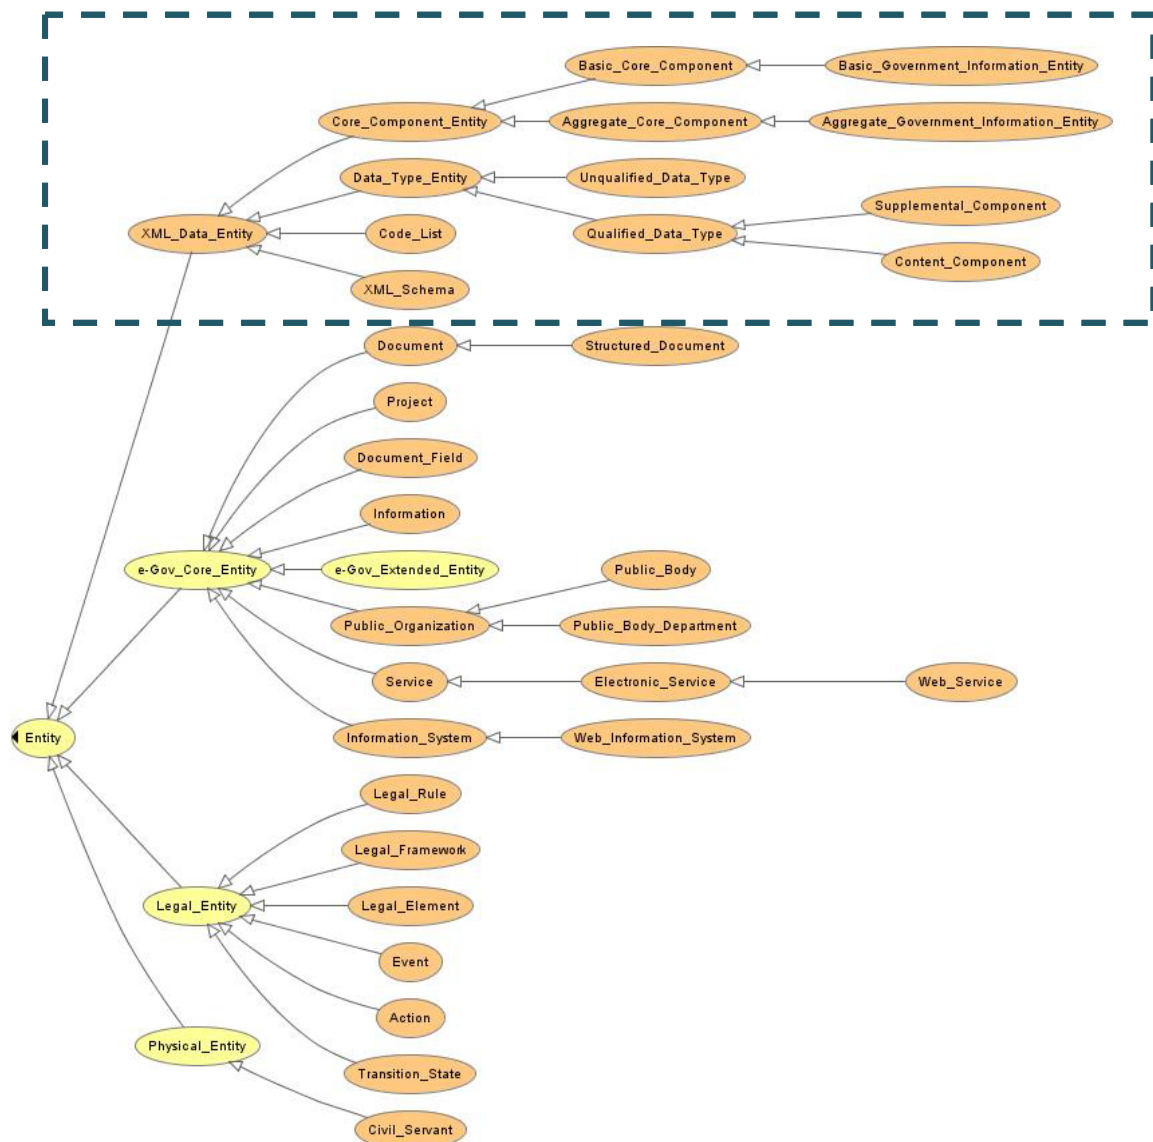 Basic_Core_Component
Basic_Government_Information_Entity
Core_Component_Entity
Aggregate_Core_Component
Aggregate_Government_Information_Entity
Data_Type_Entity
Unqualified_Data_Type
Supplemental_Component
XML_Data_Entity
Code_List
Qualified_Data_Type
Content_Component
XML_Schema
Document
Structured_Document
Project
Document_Field
Information
e-Gov_Core_Entity
e-Gov_Extended_Entity
Public_Body
Public_Organization
Public_Body_Department
Service
Electronic_Service
Web_Service
Entity
Information_System
Web_Information_System
Legal_Rule
Legal_Framework
Legal_Entity
Legal_Element
Event
Action
Physical_Entity
Transition_State
Civil_Servant